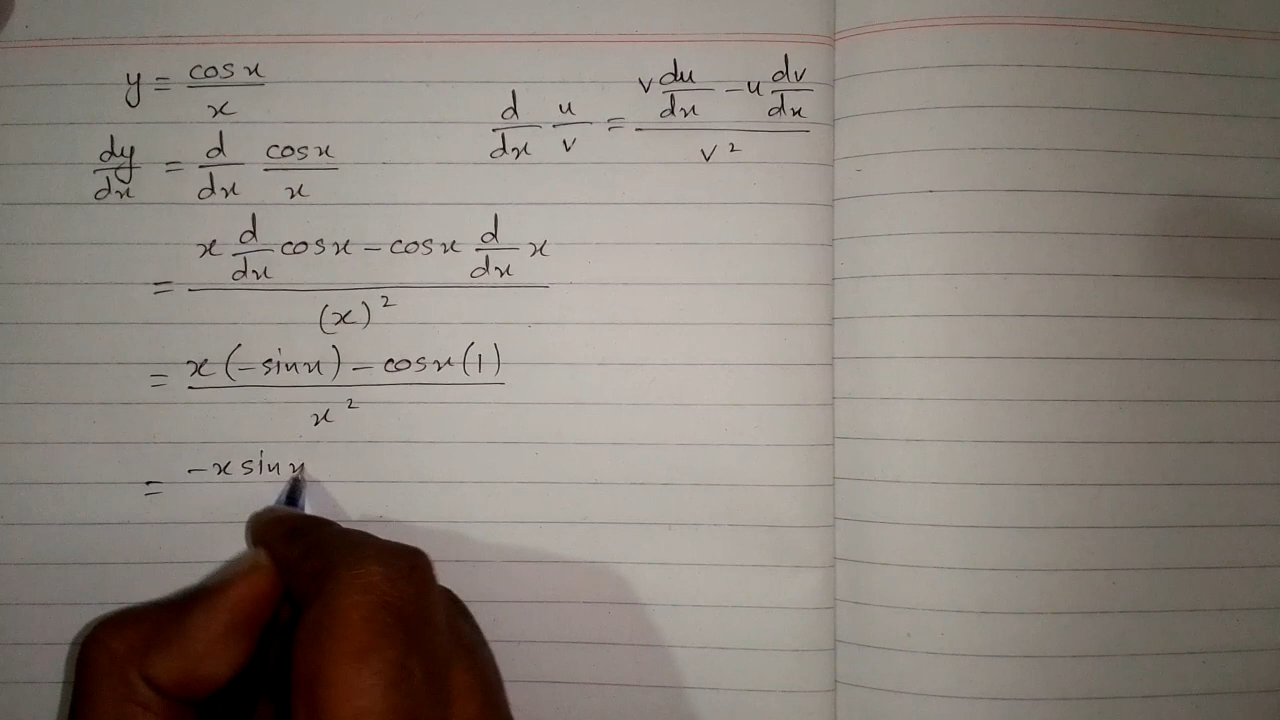 y = cos x / x
d/dx u/v = (v du/dx - u dv/dx) / v²
dy/dx = d/dx cos x / x
= (x d/dx cos x - cos x d/dx x) / (x)²
= (x(-sin x) - cos x(1)) / x²
= -x sin x